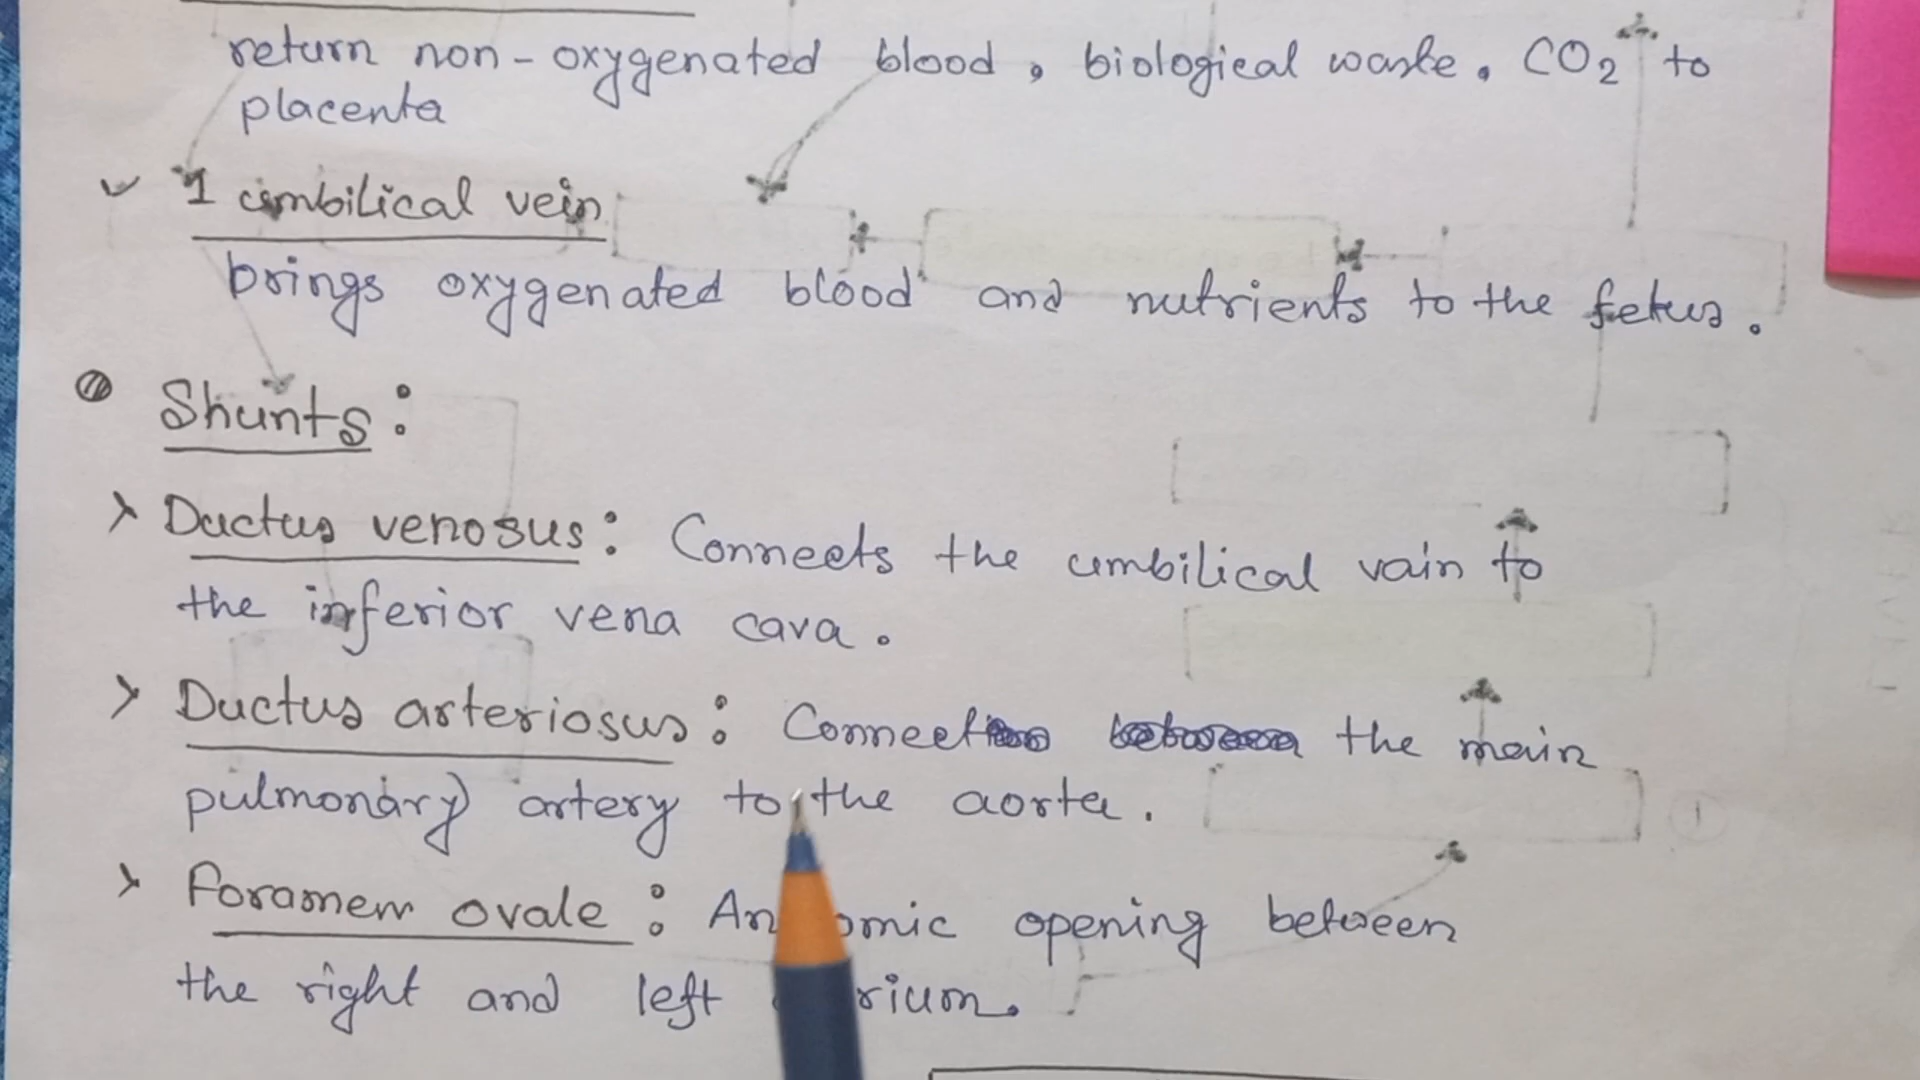 return non-oxygenated blood, biological waste, CO2 to
placenta
1 umbilical vein
brings oxygenated blood and nutrients to the fetus.
Shunts:
Ductus venosus: Connects the umbilical vain to
the inferior vena cava.
Ductus arteriosus: Connect the main
pulmonary artery to the aorta.
Foramen ovale: opening between
the right and left